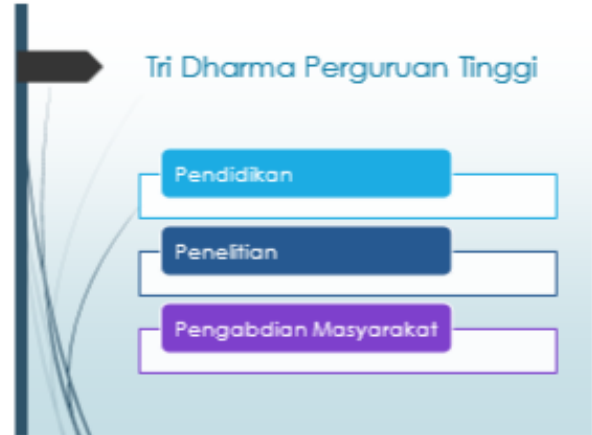 Tri Dharma Perguruan Tinggi
Pendidikan
Penelitian
Pengabdian Masyarakat